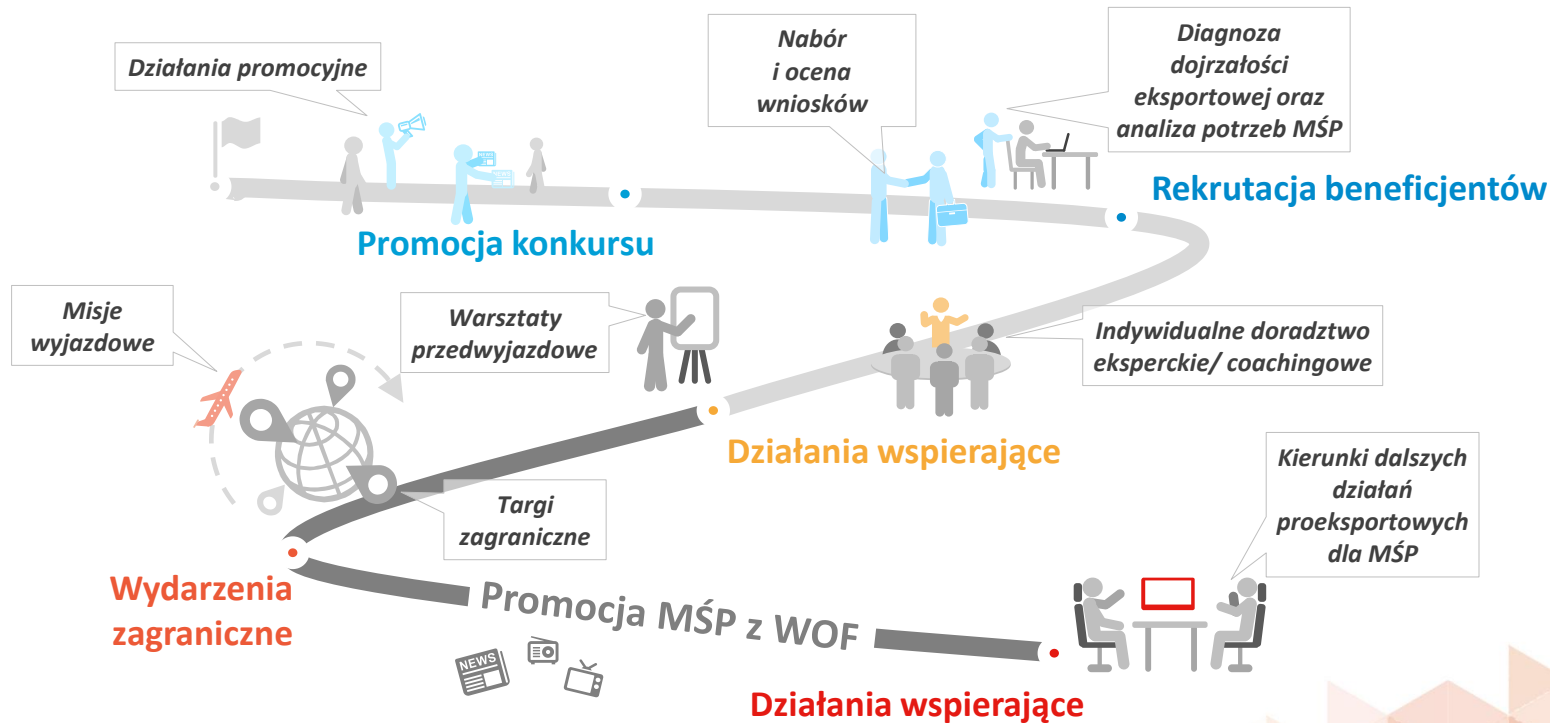 Działania promocyjne
Nabór
i ocena
wniosków
Diagnoza
dojrzałości
eksportowej oraz
analiza potrzeb MŚP
Promocja konkursu
Rekrutacja beneficjentów
Misje
wyjazdowe
Warsztaty
przedwyjazdowe
Indywidualne doradztwo
eksperckie/ coachingowe
Działania wspierające
Targi
zagraniczne
Wydarzenia
zagraniczne
Kierunki dalszych
działań
proeksportowych
dla MŚP
Promocja MŚP z WOF
NEWS
Działania wspierające